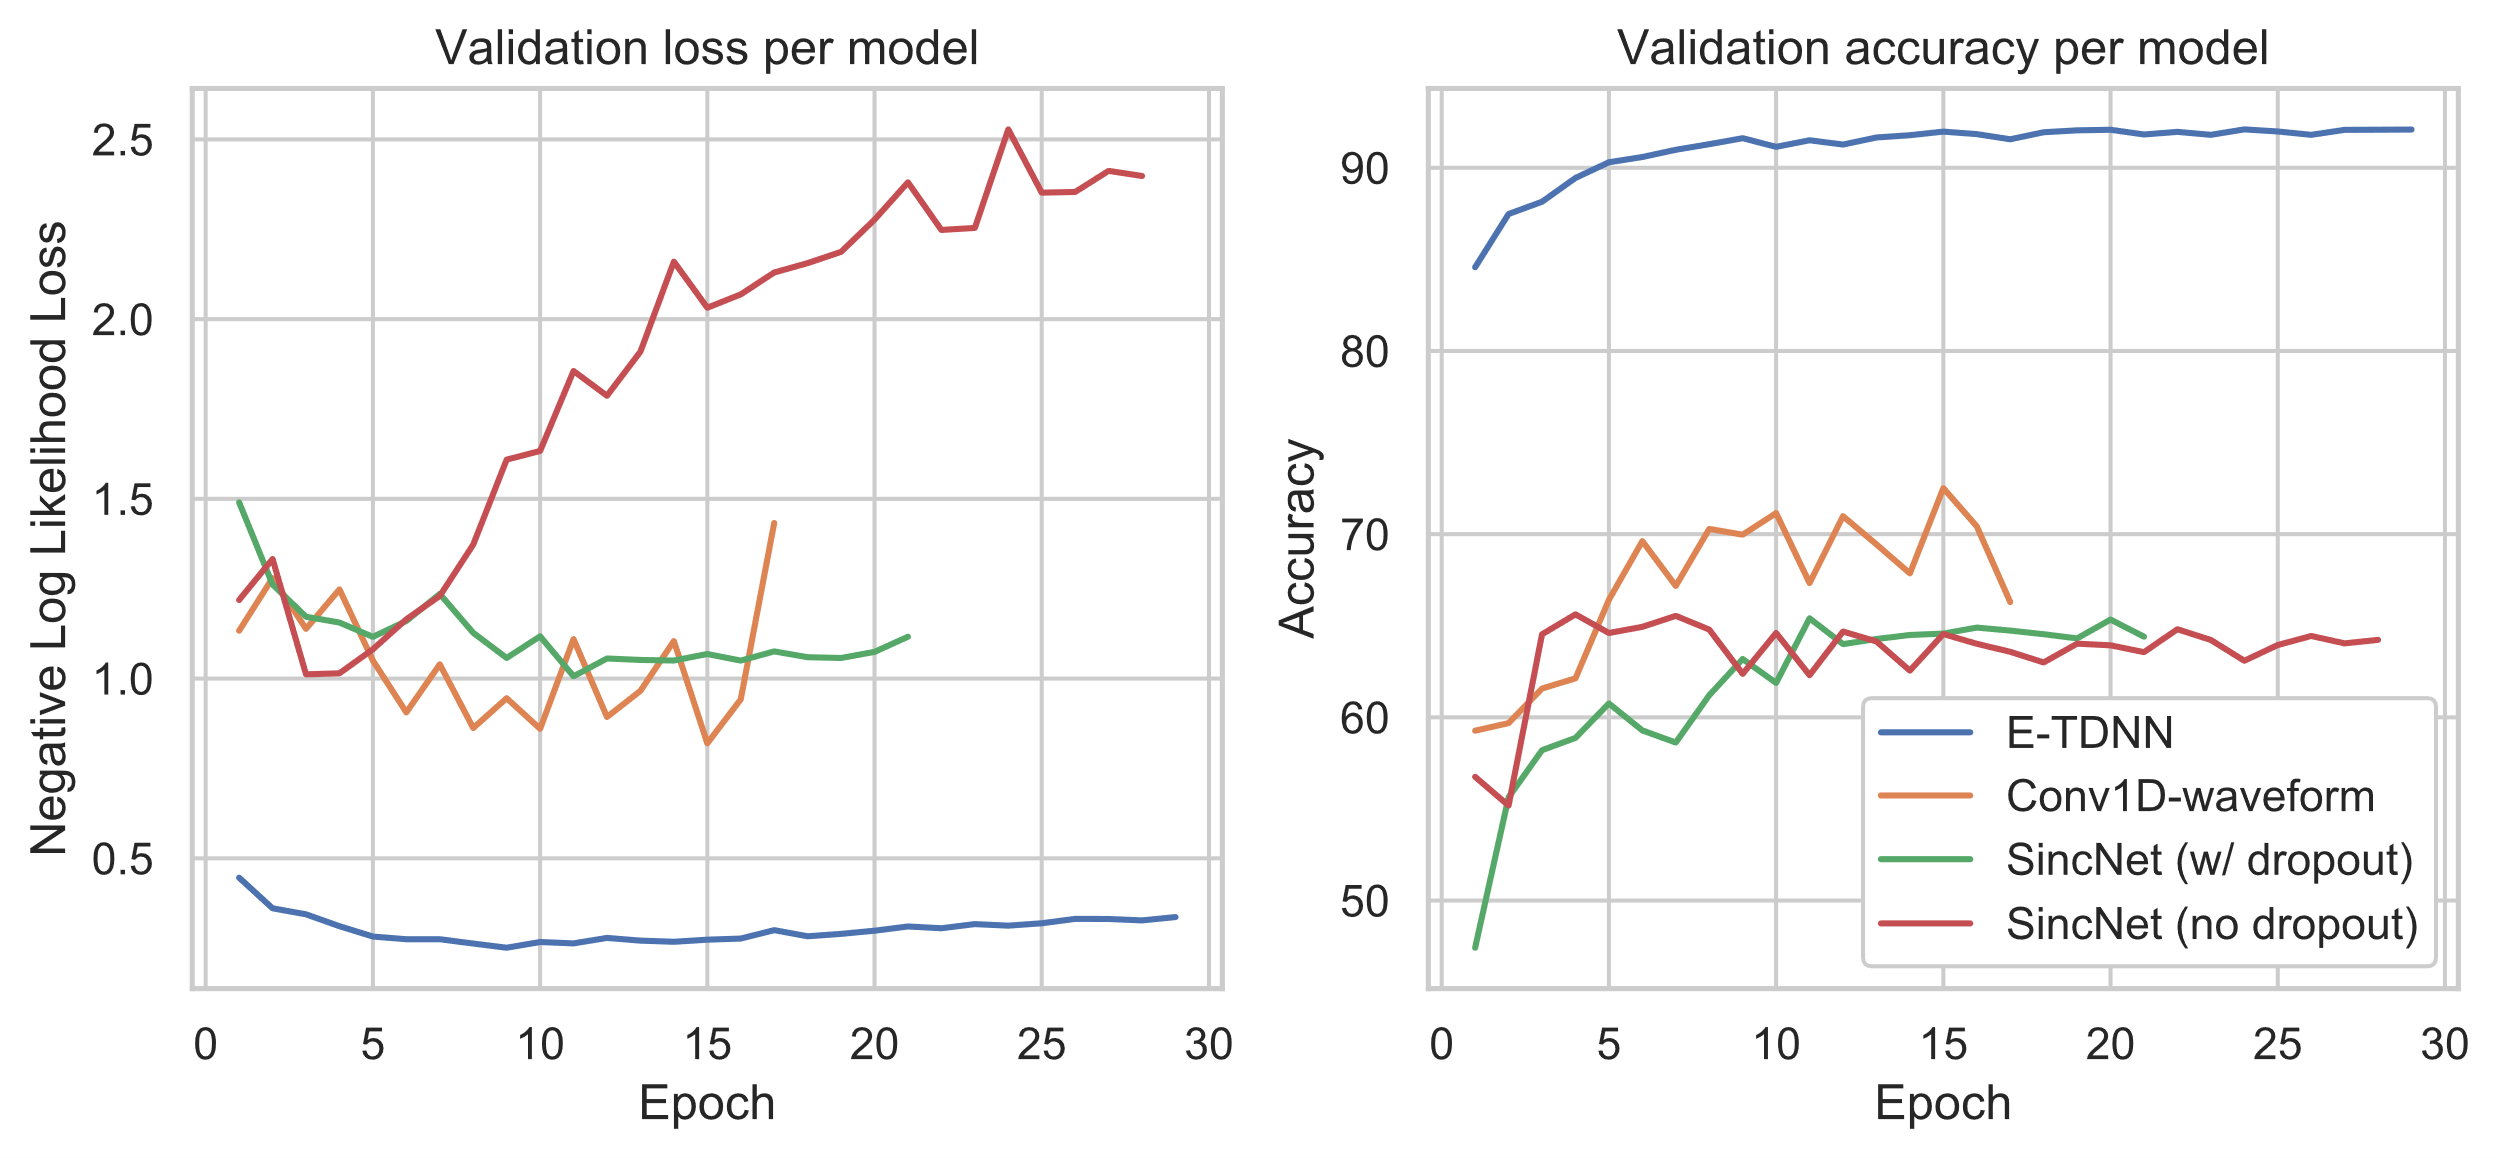 Validation loss per model
Negative Log Likelihood Loss
2.5
2.0
1.5
1.0
0.5
0 5 10 15 20 25 30
Epoch
Validation accuracy per model
Accuracy
90
80
70
60
50
E-TDNN
Conv1D-waveform
SincNet (w/ dropout)
SincNet (no dropout)
0 5 10 15 20 25 30
Epoch